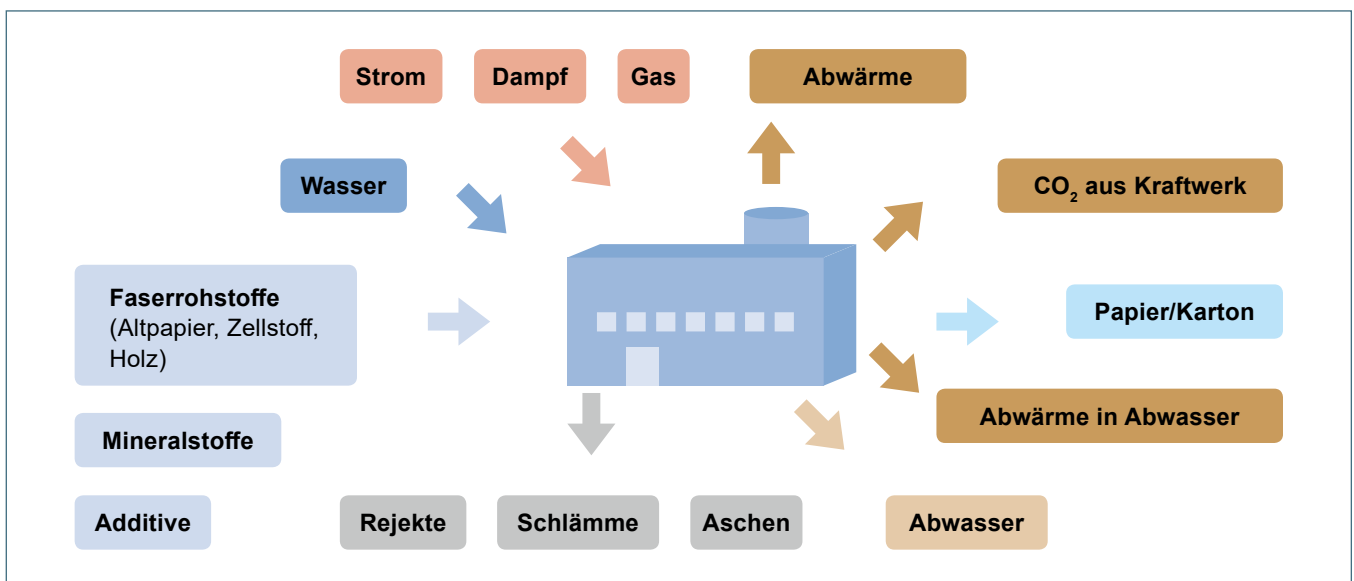 Strom
Dampf
Gas
Abwärme
Wasser
CO₂ aus Kraftwerk
Faserrohstoffe
(Altpapier, Zellstoff,
Holz)
Papier/Karton
Mineralstoffe
Abwärme in Abwasser
Additive
Rejekte
Schlämme
Aschen
Abwasser